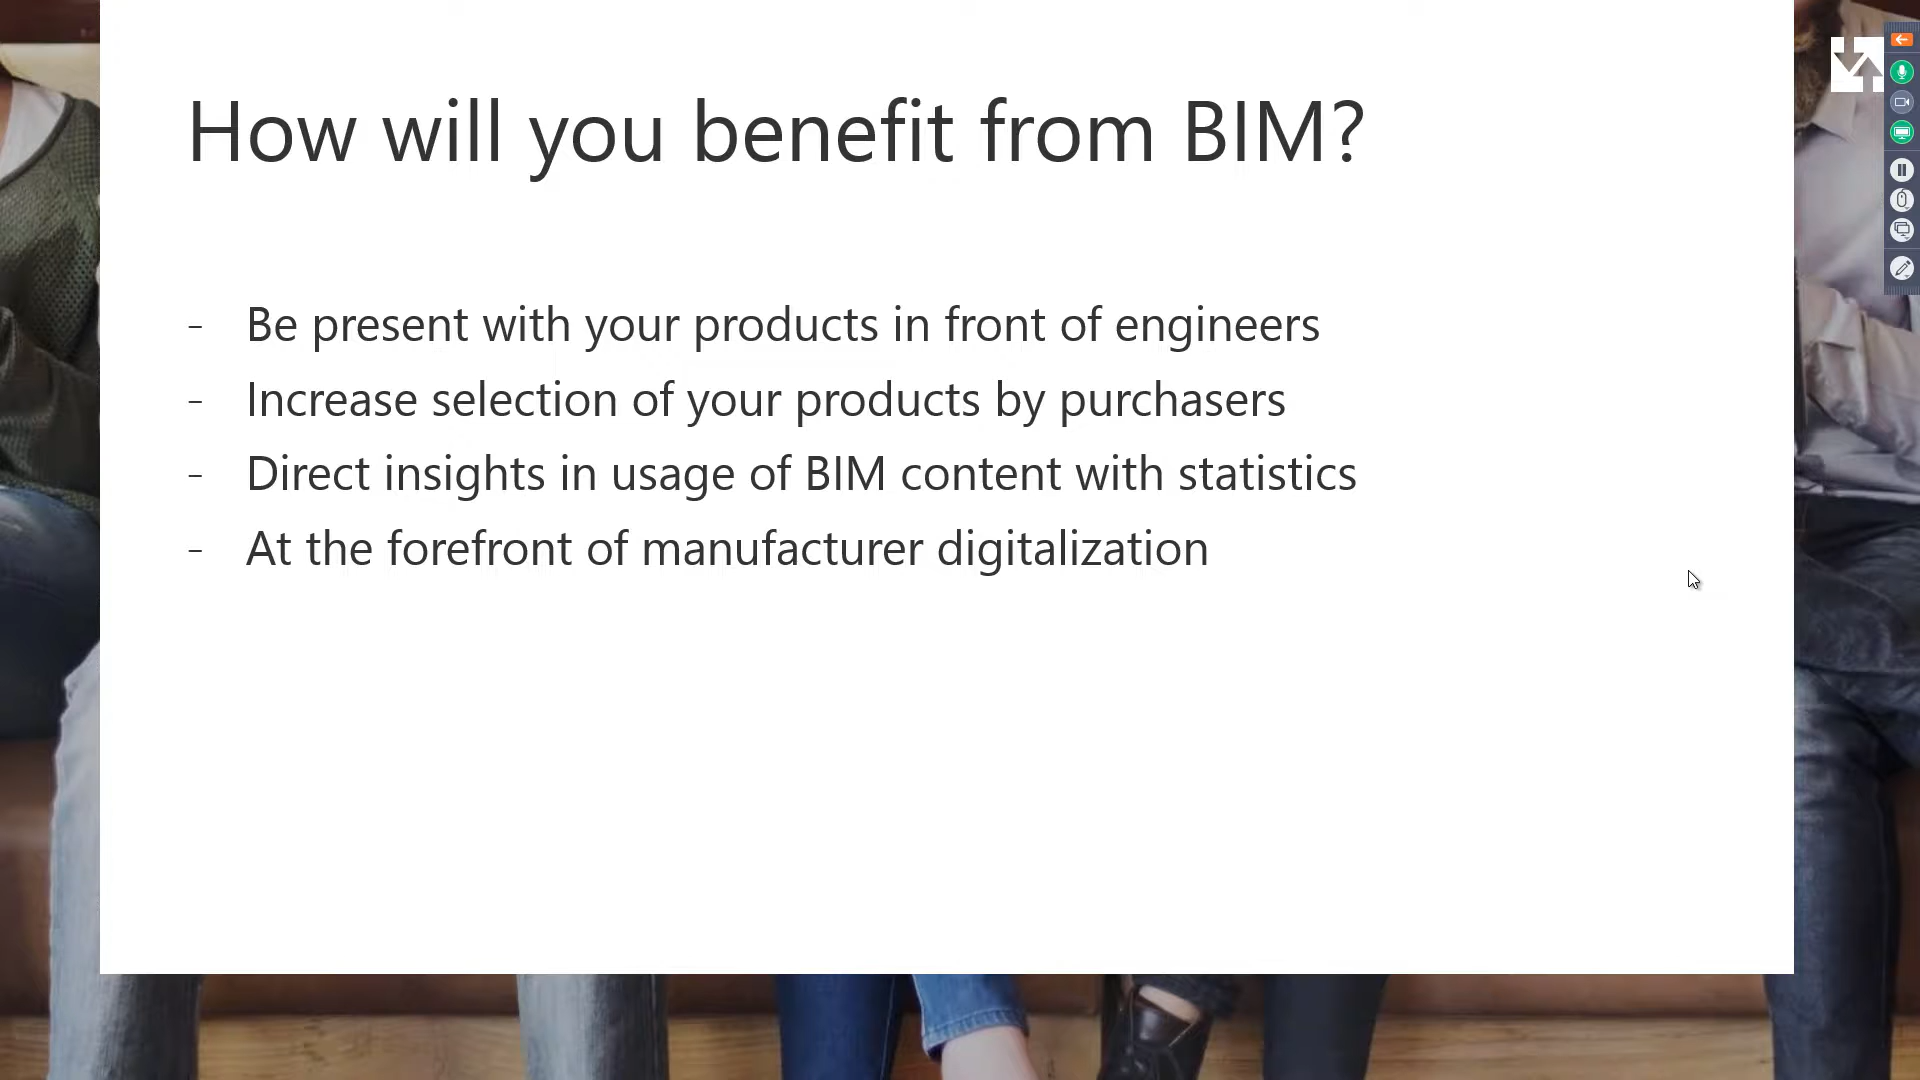 How will you benefit from BIM?
- Be present with your products in front of engineers
- Increase selection of your products by purchasers
- Direct insights in usage of BIM content with statistics
- At the forefront of manufacturer digitalization